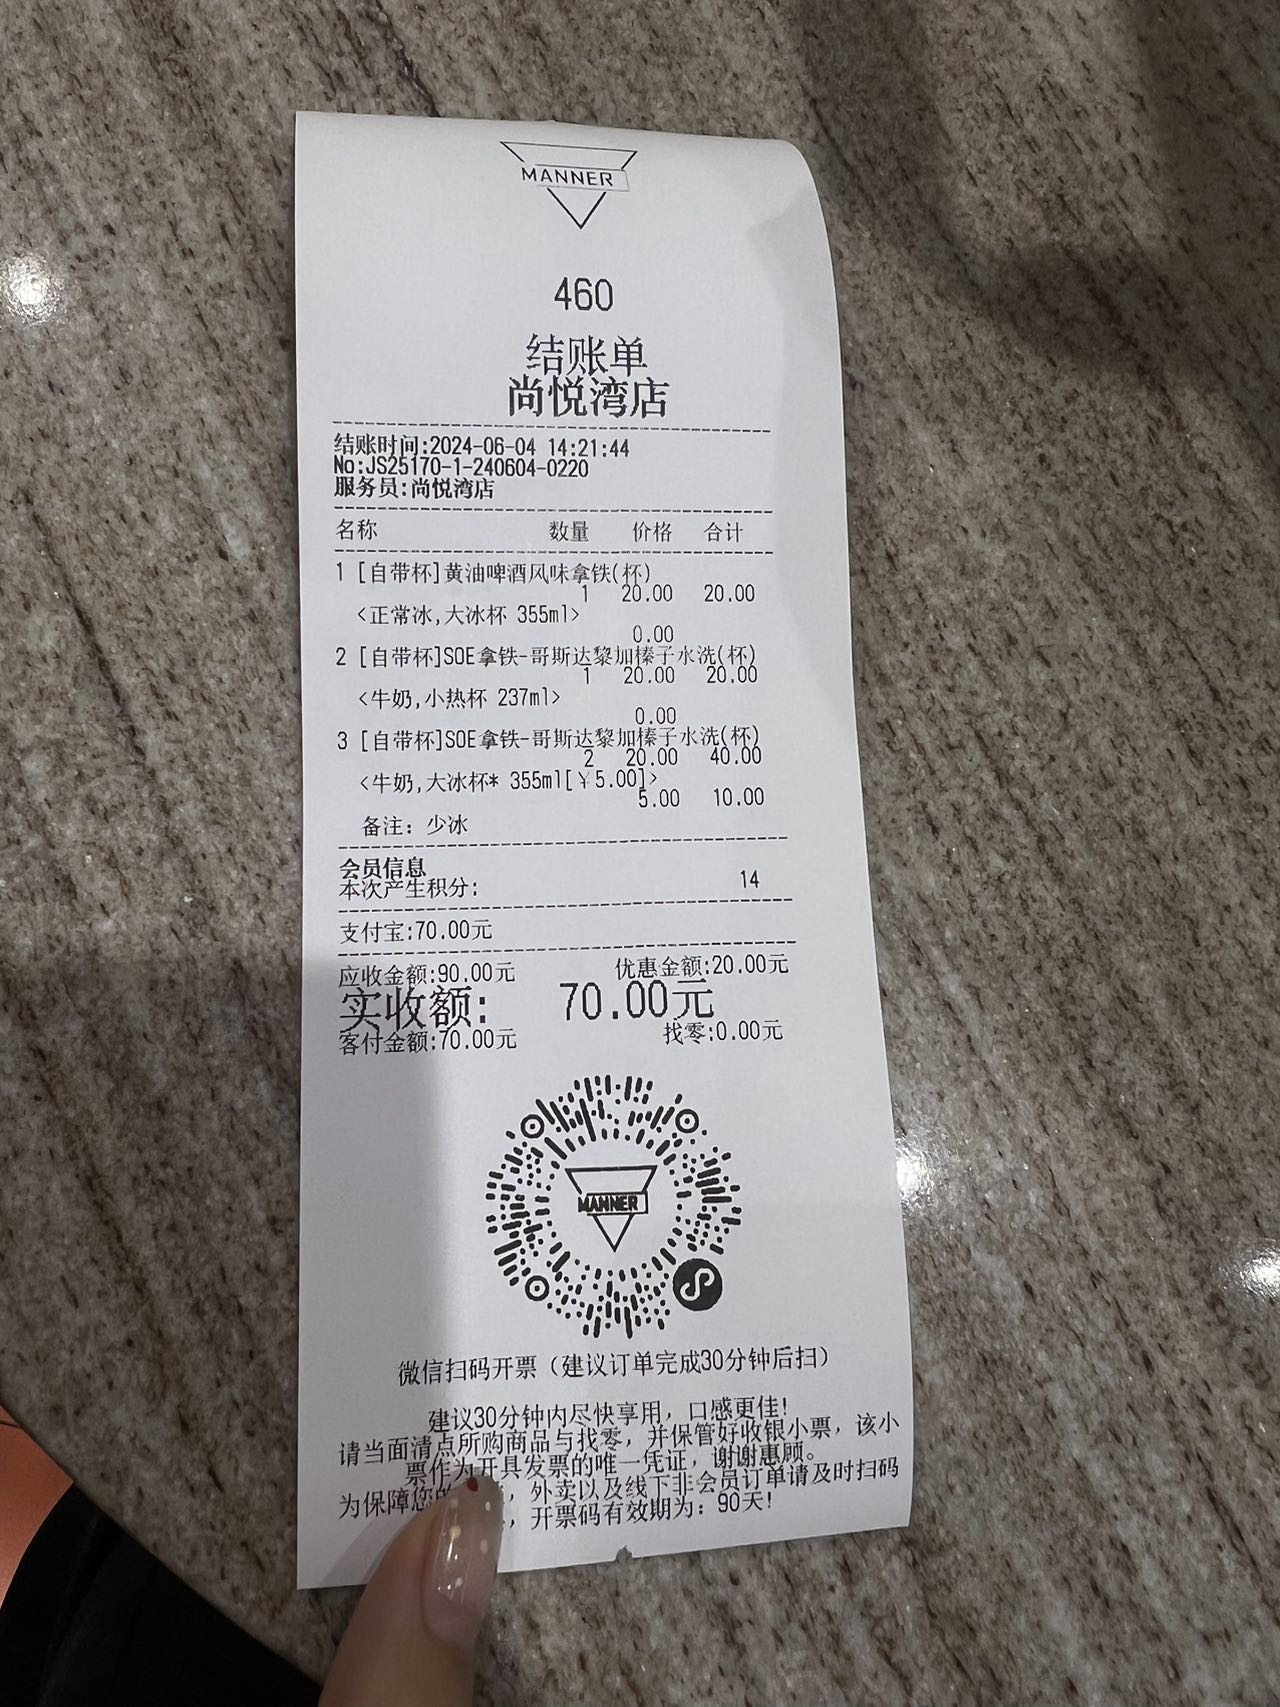 MANNER
460
结账单
尚悦湾店
结账时间:2024-06-04 14:21:44
No:JS25170-1-240604-0220
服务员:尚悦湾店
名称 数量 价格 合计
1 [自带杯]黄油啤酒风味拿铁(杯)
1 20.00 20.00
<正常冰,大冰杯 355ml>
0.00
2 [自带杯]SOE拿铁-哥斯达黎加榛子水洗(杯)
1 20.00 20.00
<牛奶,小热杯 237ml>
0.00
3 [自带杯]SOE拿铁-哥斯达黎加榛子水洗(杯)
2 20.00 40.00
<牛奶,大冰杯* 355ml[￥5.00]>
5.00 10.00
备注: 少冰
会员信息
本次产生积分: 14
支付宝:70.00元
应收金额:90.00元 优惠金额:20.00元
实收额: 70.00元
客付金额:70.00元 找零:0.00元
MANNER
微信扫码开票（建议订单完成30分钟后扫）
建议30分钟内尽快享用，口感更佳!
请当面清点所购商品与找零，并保管好收银小票，该小
票作为开具发票的唯一凭证，谢谢惠顾。
为保障您的 ，外卖以及线下非会员订单请及时扫码
，开票码有效期为：90天!